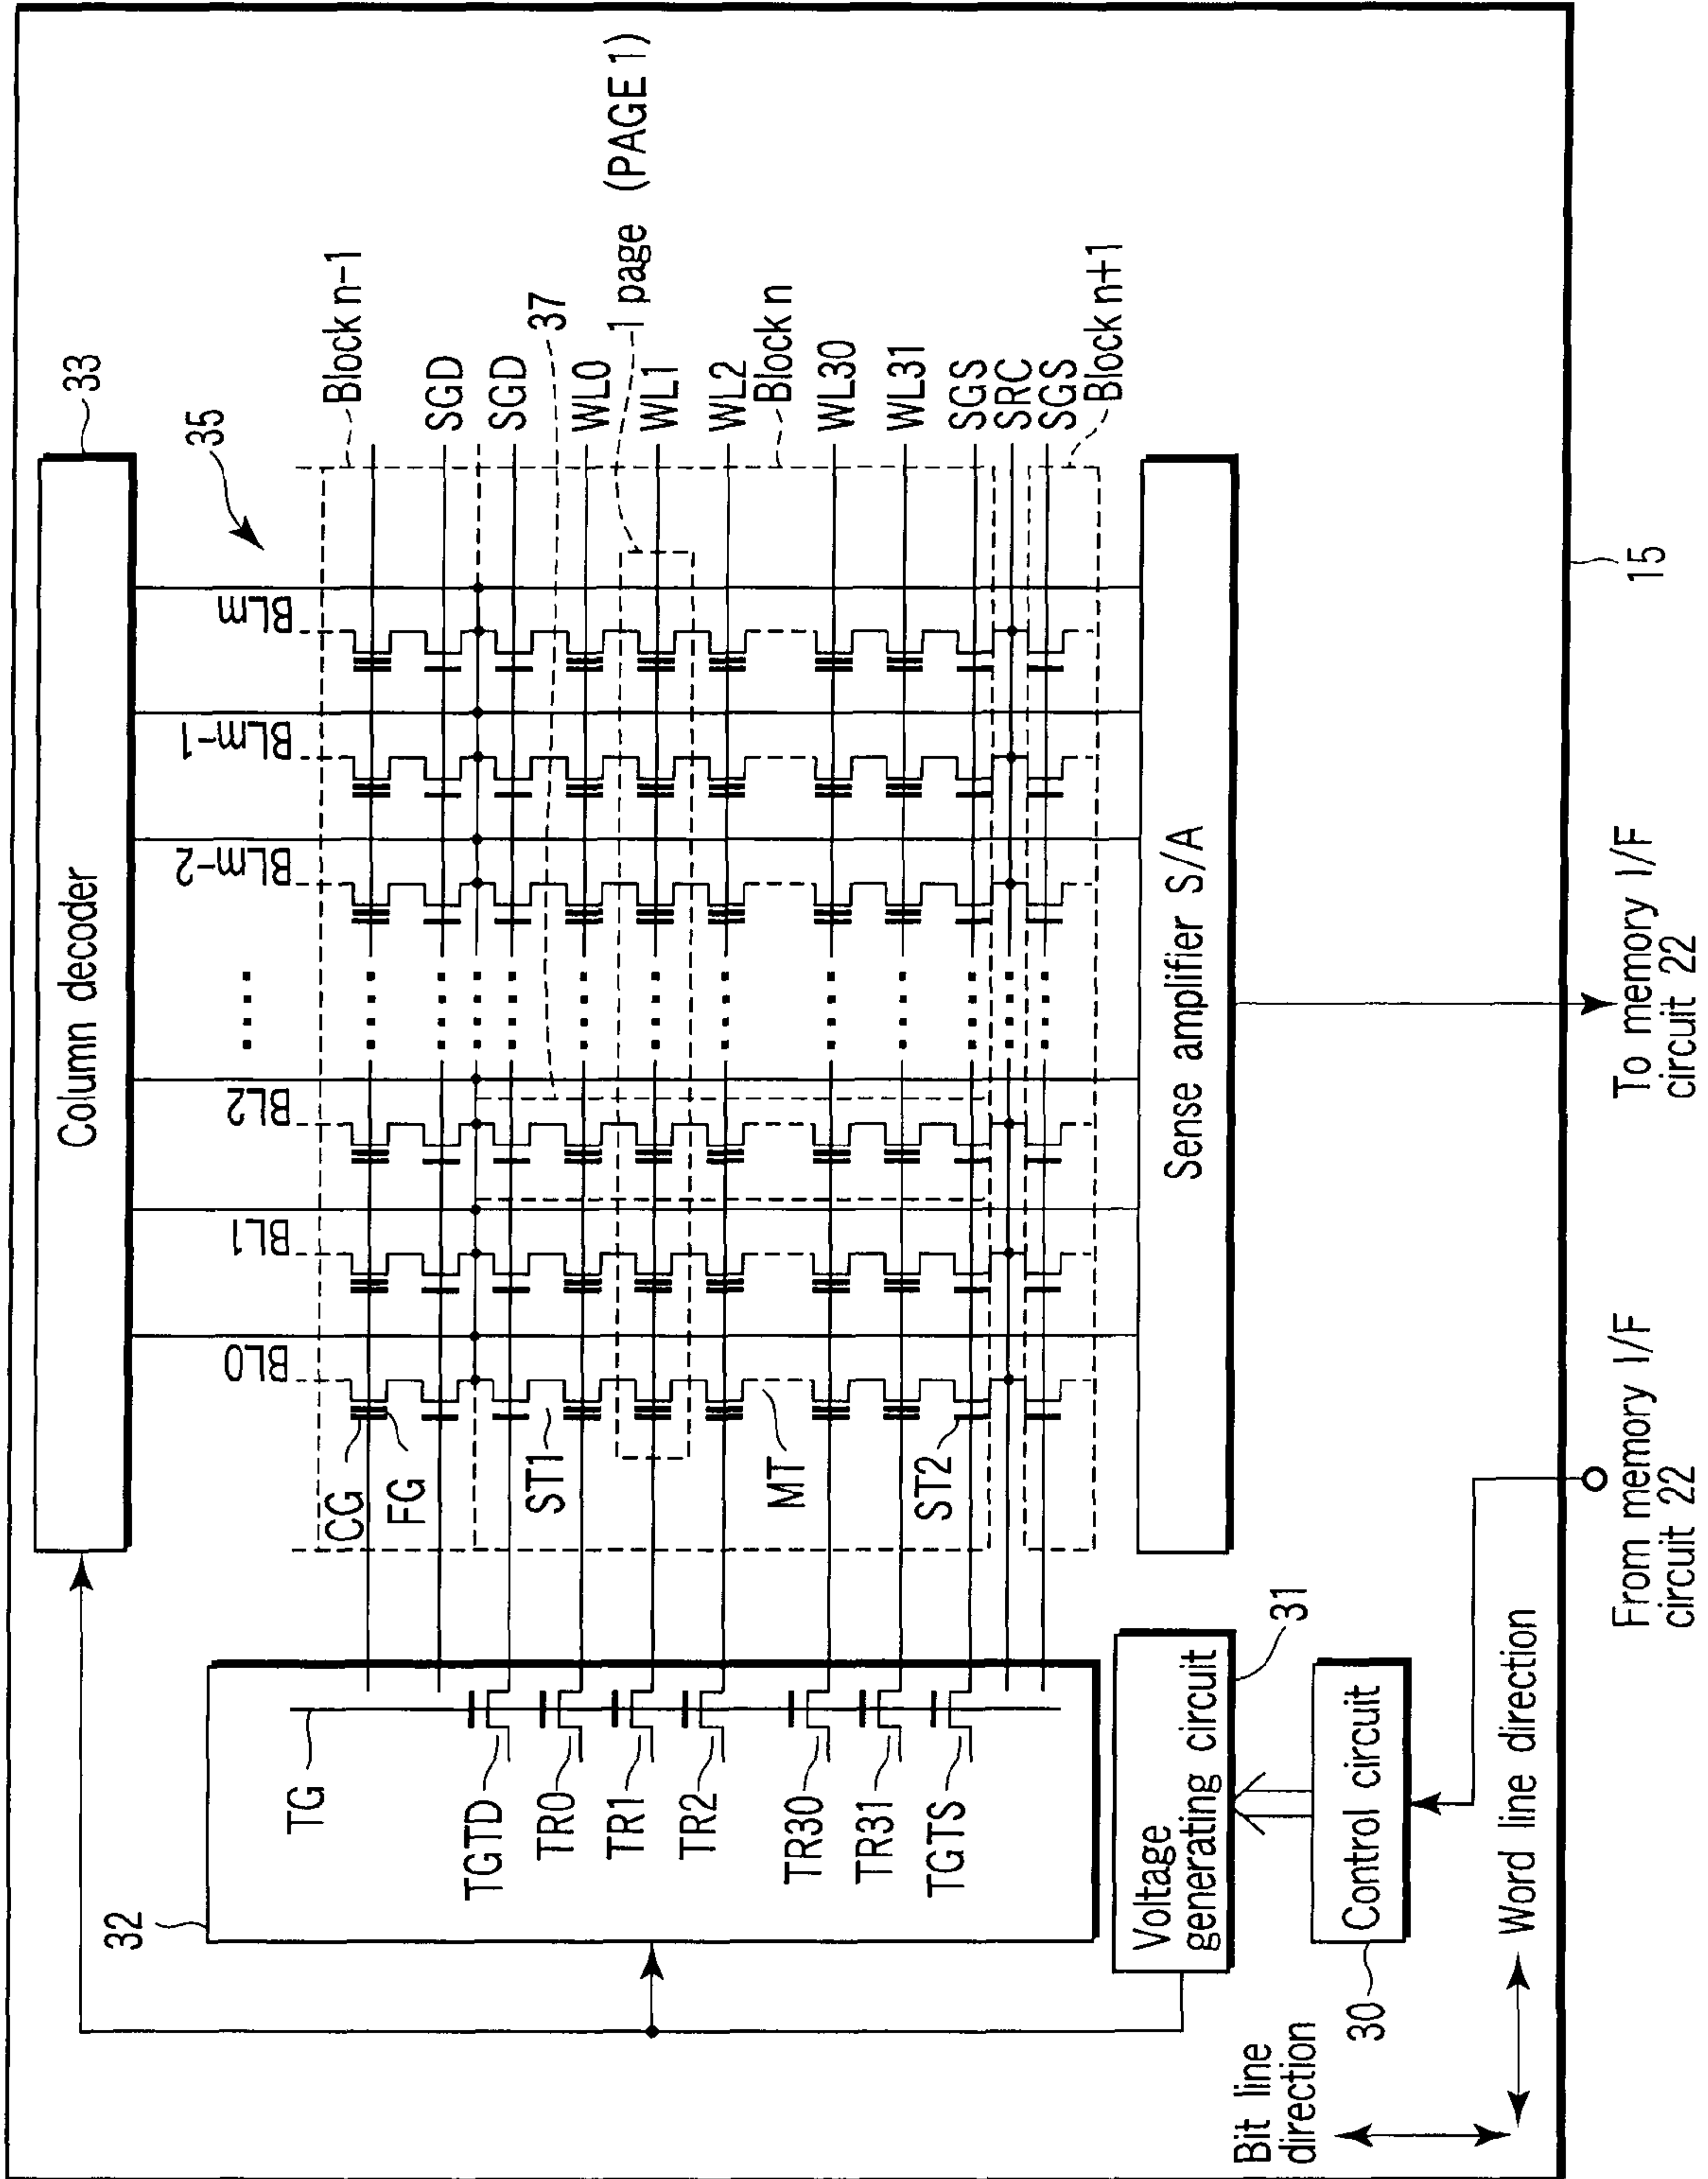 Column decoder
33
35
Block n-1
SGD
SGD
37
WL0
1 page (PAGE 1)
WL1
WL2
Block n
WL30
WL31
SGS
SRC
SGS
Block n+1
BL0
BL1
BL2
BLm-2
BLm-1
BLm
CG
FG
ST1
MT
ST2
32
TG
TGTD
TR0
TR1
TR2
TR30
TR31
TGTS
Sense amplifier S/A
Voltage
generating circuit
31
Control circuit
30
Bit line
direction
Word line direction
15
From memory I/F
circuit 22
To memory I/F
circuit 22